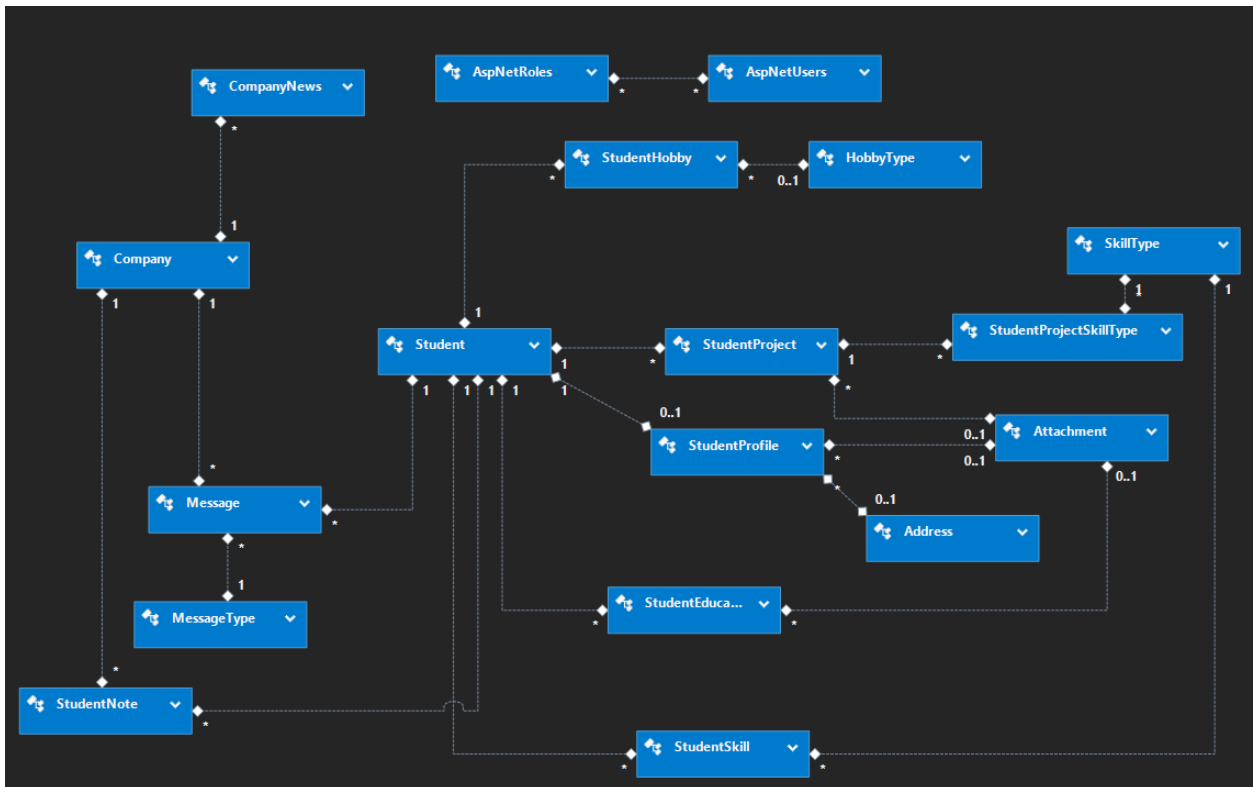 AspNetRoles
AspNetUsers
* *
CompanyNews
*
StudentHobby
HobbyType
* * 0..1
1
SkillType
Company
1 1
1 1
*
1
Student
StudentProject
StudentProjectSkillType
1 * 1 *
1 1 1 1 1
*
0..1
StudentProfile
Attachment
0..1
* 0..1
0..1
*
0..1
Address
*
Message
*
*
1
MessageType
StudentEduca...
* *
*
StudentNote
*
StudentSkill
* *